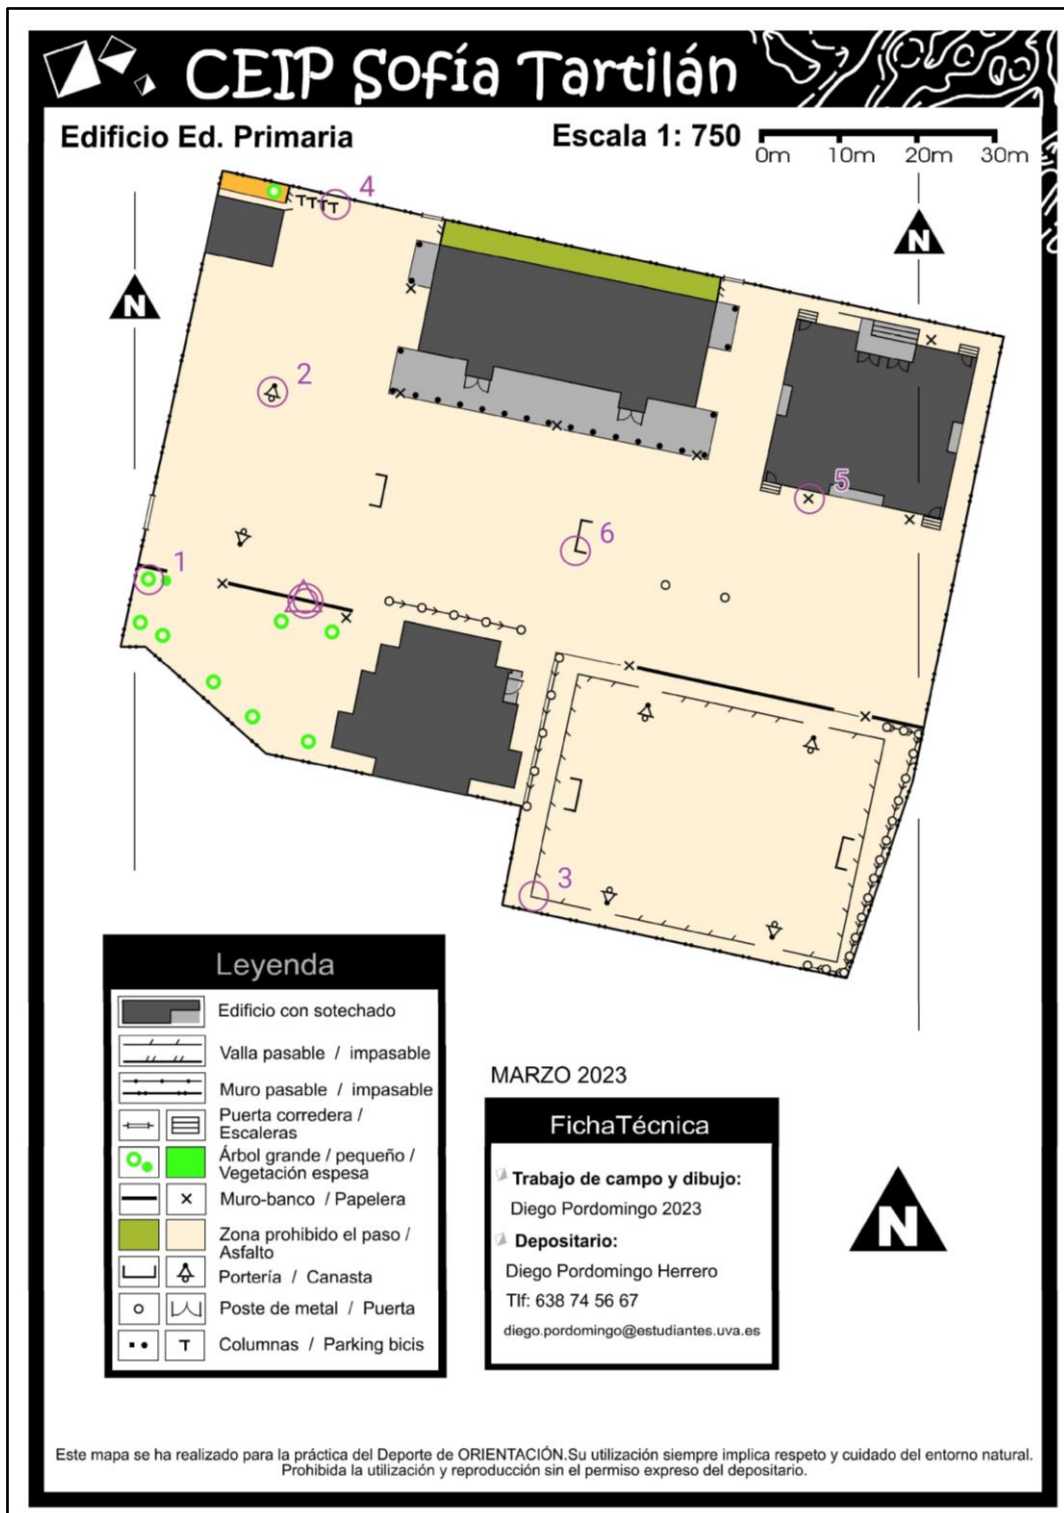 CEIP Sofía Tartilán
Edificio Ed. Primaria
Escala 1: 750
0m 10m 20m 30m
4
N
N
2
5
6
1
3
Leyenda
Edificio con sotechado
Valla pasable / impasable
Muro pasable / impasable
Puerta corredera /
Escaleras
Árbol grande / pequeño /
Vegetación espesa
Muro-banco / Papelera
Zona prohibido el paso /
Asfalto
Portería / Canasta
Poste de metal / Puerta
Columnas / Parking bicis
MARZO 2023
FichaTécnica
Trabajo de campo y dibujo:
Diego Pordomingo 2023
Depositario:
Diego Pordomingo Herrero
Tlf: 638 74 56 67
diego.pordomingo@estudiantes.uva.es
N
Este mapa se ha realizado para la práctica del Deporte de ORIENTACIÓN.Su utilización siempre implica respeto y cuidado del entorno natural.
Prohibida la utilización y reproducción sin el permiso expreso del depositario.